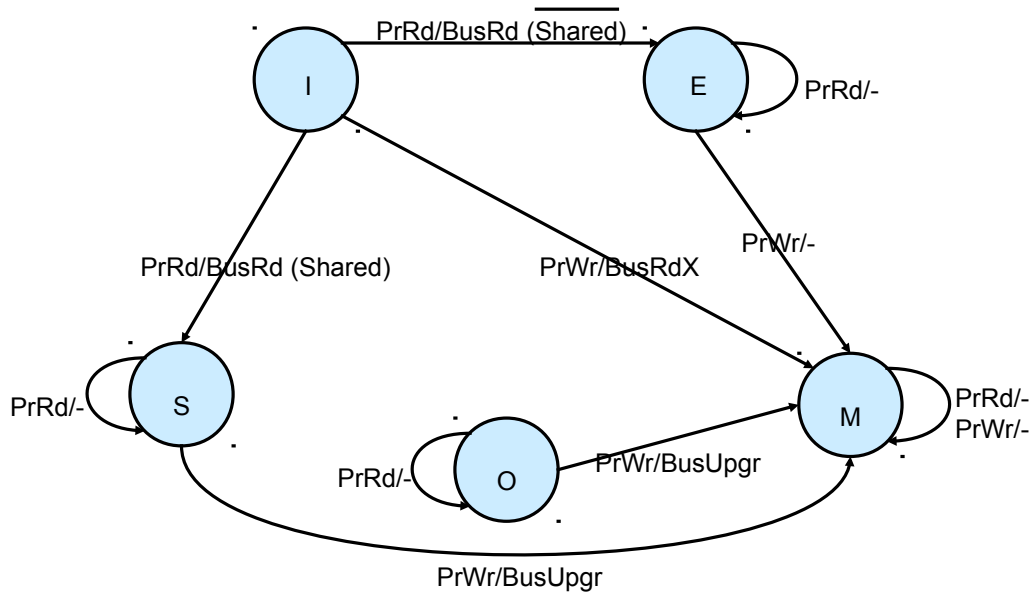 PrRd/BusRd (Shared)
I
E
PrRd/-
PrWr/-
PrRd/BusRd (Shared)
PrWr/BusRdX
PrRd/-
S
M
PrRd/-
PrWr/-
PrRd/-
O
PrWr/BusUpgr
PrWr/BusUpgr